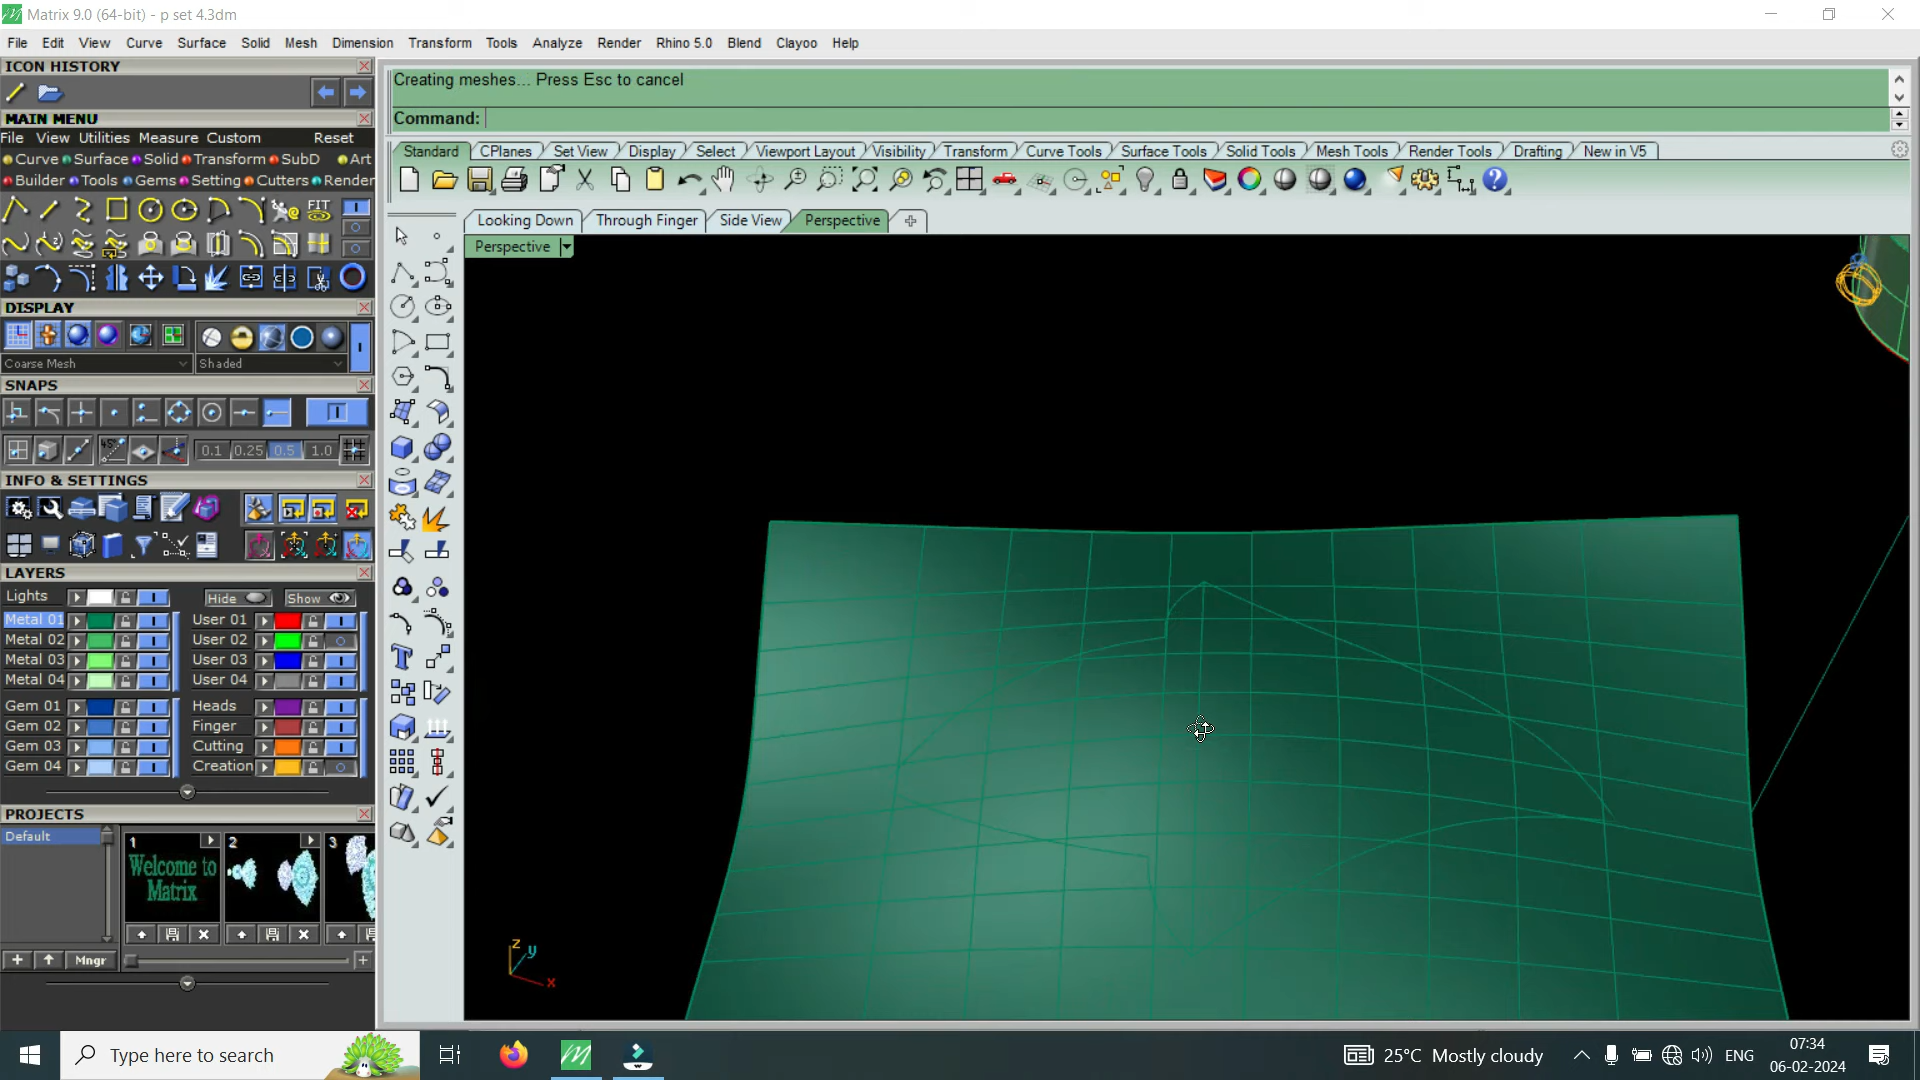 Matrix 9.0 (64-bit) - p set 4.3dm
File Edit View Curve Surface Solid Mesh Dimension Transform Tools Analyze Render Rhino 5.0 Blend Clayoo Help
ICON HISTORY
Creating meshes... Press Esc to cancel
Command:
MAIN MENU
File View Utilities Measure Custom Reset
Curve Surface Solid Transform SubD Art
Builder Tools Gems Setting Cutters Render
Standard CPlanes Set View Display Select Viewport Layout Visibility Transform Curve Tools Surface Tools Solid Tools Mesh Tools Render Tools Drafting New in V5
FIT
Looking Down Through Finger Side View Perspective
Perspective
DISPLAY
Coarse Mesh Shaded
SNAPS
0.1 0.25 0.5 1.0
INFO & SETTINGS
LAYERS
Lights Hide Show
Metal 01 User 01
Metal 02 User 02
Metal 03 User 03
Metal 04 User 04
Gem 01 Heads
Gem 02 Finger
Gem 03 Cutting
Gem 04 Creation
PROJECTS
Default
1 2 3
Welcome to
Matrix
Mngr
z
y
x
Type here to search
25°C Mostly cloudy
ENG
07:34
06-02-2024